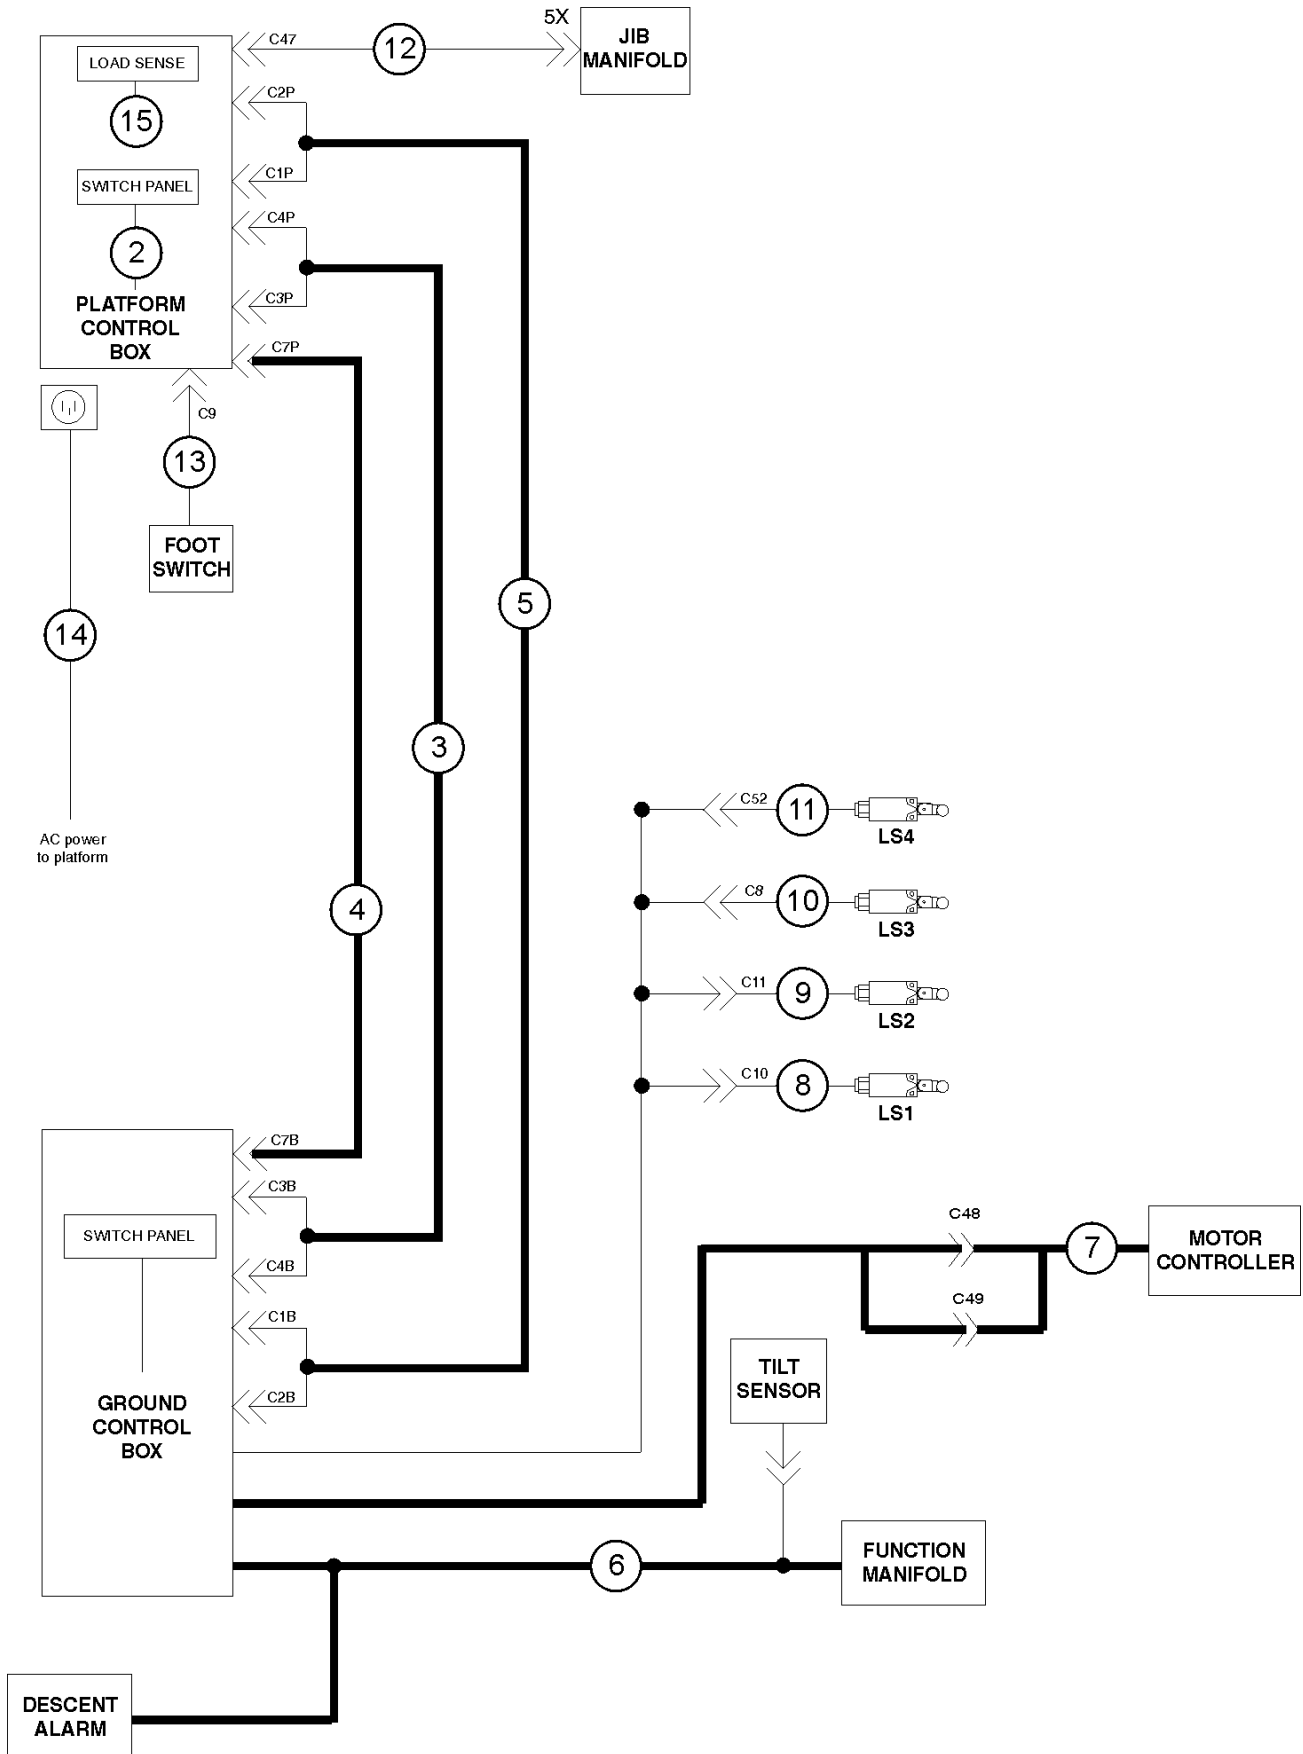 5X
C47
12
JIB
MANIFOLD
LOAD SENSE
15
C2P
C1P
SWITCH PANEL
2
C4P
C3P
PLATFORM
CONTROL
BOX
C7P
C9
13
FOOT
SWITCH
14
AC power
to platform
5
3
4
C52
11
LS4
C8
10
LS3
C11
9
LS2
C10
8
LS1
C7B
C3B
SWITCH PANEL
C4B
C1B
C2B
GROUND
CONTROL
BOX
C48
7
MOTOR
CONTROLLER
C49
TILT
SENSOR
6
FUNCTION
MANIFOLD
DESCENT
ALARM